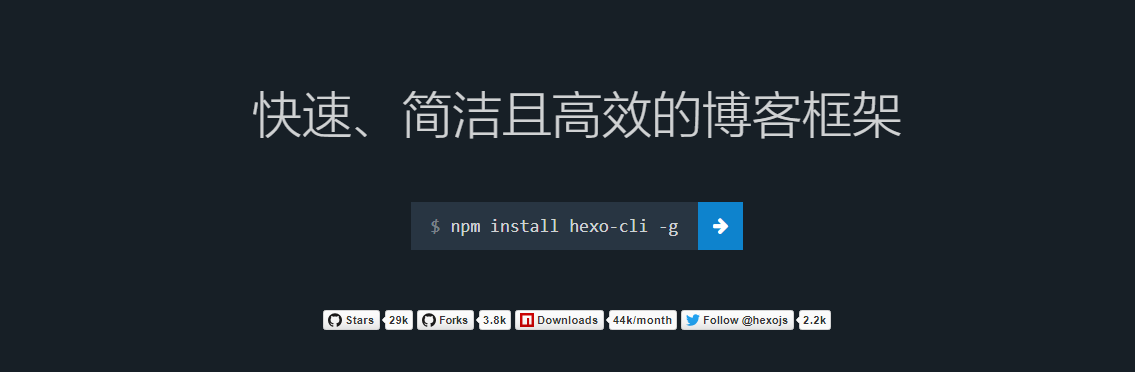 快速、简洁且高效的博客框架
$ npm install hexo-cli -g
Stars 29k Forks 3.8k Downloads 44k/month Follow @hexojs 2.2k